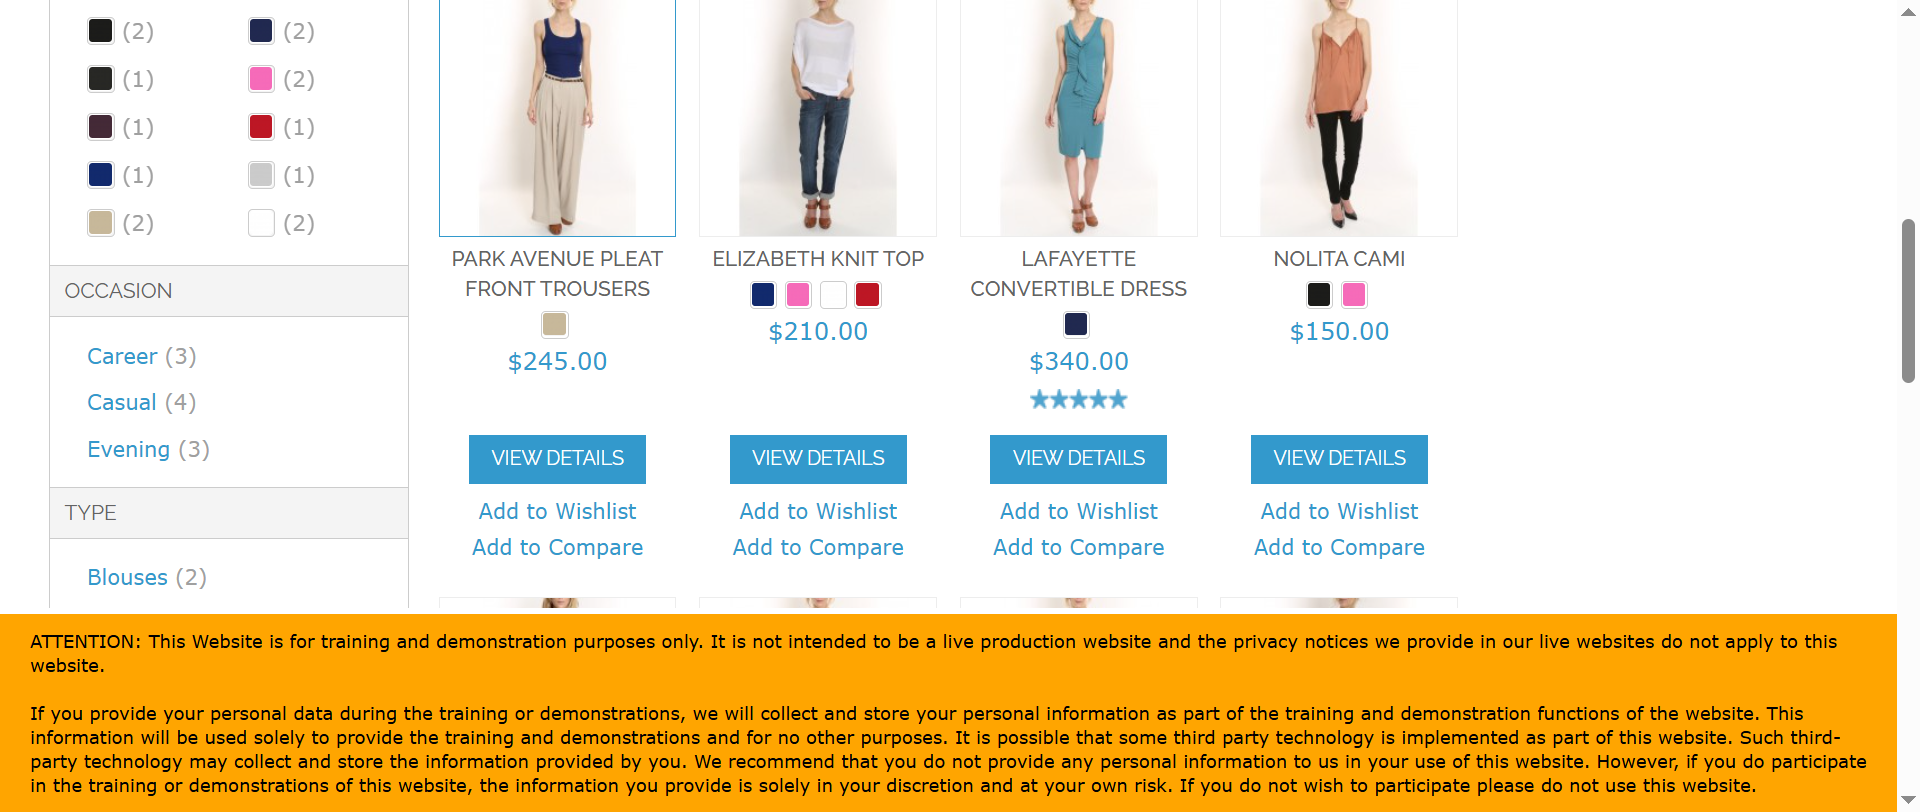 (2) (2)
(1) (2)
(1) (1)
(1) (1)
(2) (2)
OCCASION
Career (3)
Casual (4)
Evening (3)
TYPE
Blouses (2)
PARK AVENUE PLEAT
FRONT TROUSERS
$245.00
VIEW DETAILS
Add to Wishlist
Add to Compare
ELIZABETH KNIT TOP
$210.00
VIEW DETAILS
Add to Wishlist
Add to Compare
LAFAYETTE
CONVERTIBLE DRESS
$340.00
VIEW DETAILS
Add to Wishlist
Add to Compare
NOLITA CAMI
$150.00
VIEW DETAILS
Add to Wishlist
Add to Compare
ATTENTION: This Website is for training and demonstration purposes only. It is not intended to be a live production website and the privacy notices we provide in our live websites do not apply to this
website.
If you provide your personal data during the training or demonstrations, we will collect and store your personal information as part of the training and demonstration functions of the website. This
information will be used solely to provide the training and demonstrations and for no other purposes. It is possible that some third party technology is implemented as part of this website. Such third-
party technology may collect and store the information provided by you. We recommend that you do not provide any personal information to us in your use of this website. However, if you do participate
in the training or demonstrations of this website, the information you provide is solely in your discretion and at your own risk. If you do not wish to participate please do not use this website.